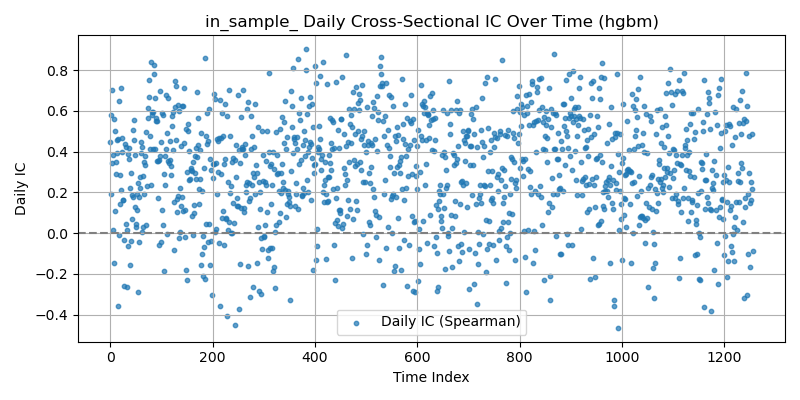 in_sample_ Daily Cross-Sectional IC Over Time (hgbm)
Daily IC
0.8
0.6
0.4
0.2
0.0
−0.2
−0.4
Daily IC (Spearman)
0 200 400 600 800 1000 1200
Time Index